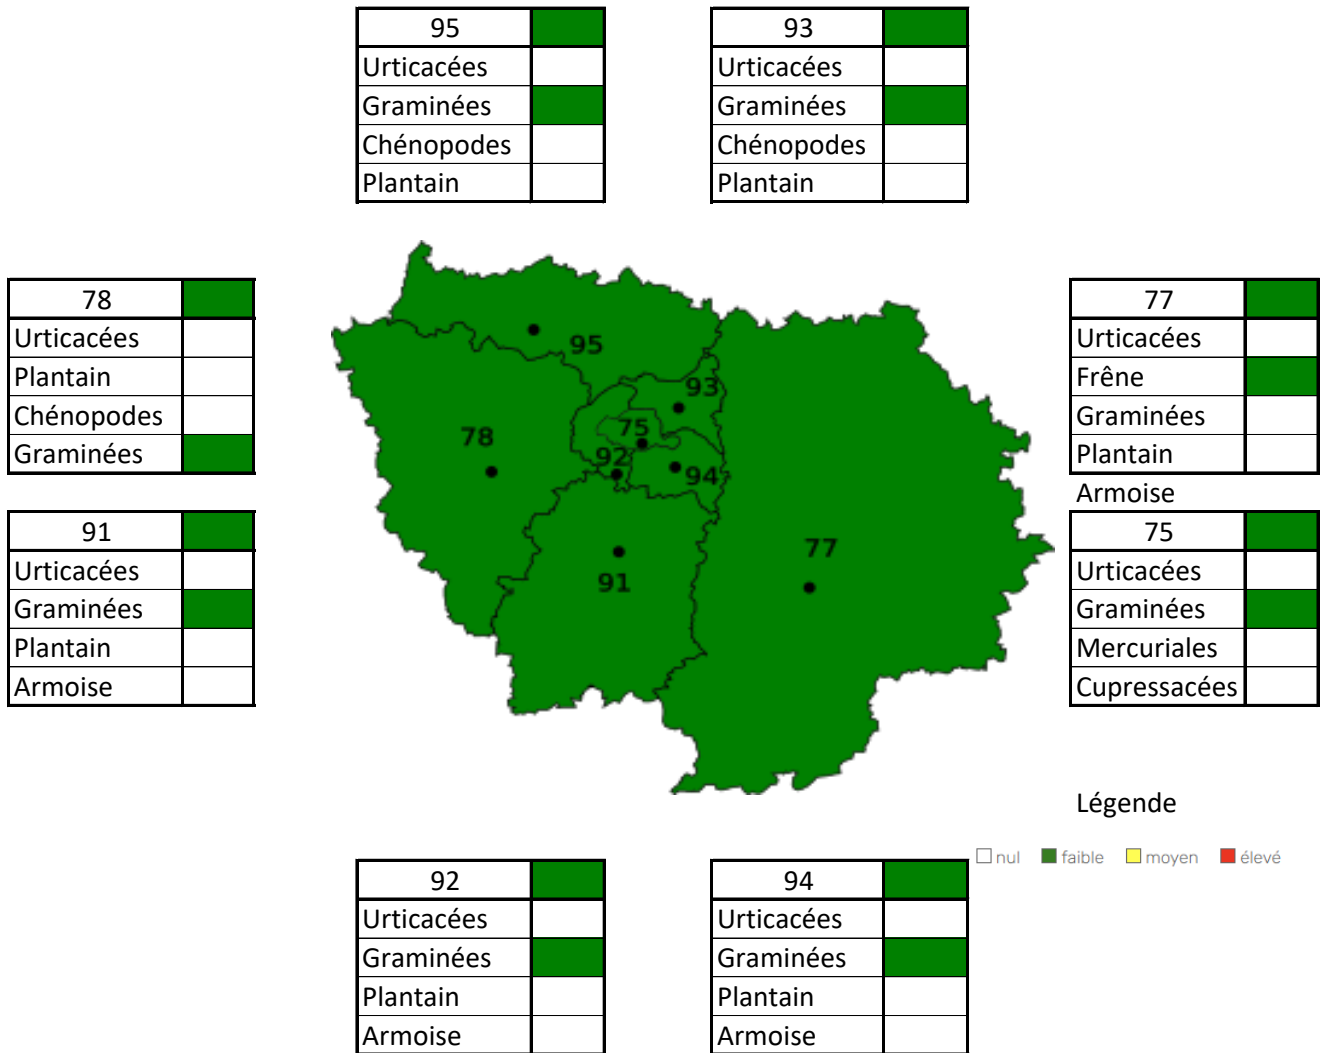 95
Urticacées
Graminées
Chénopodes
Plantain
93
Urticacées
Graminées
Chénopodes
Plantain
78
Urticacées
Plantain
Chénopodes
Graminées
95
93
75
78
92
94
77
91
77
Urticacées
Frêne
Graminées
Plantain
Armoise
91
Urticacées
Graminées
Plantain
Armoise
75
Urticacées
Graminées
Mercuriales
Cupressacées
Légende
nul faible moyen élevé
92
Urticacées
Graminées
Plantain
Armoise
94
Urticacées
Graminées
Plantain
Armoise